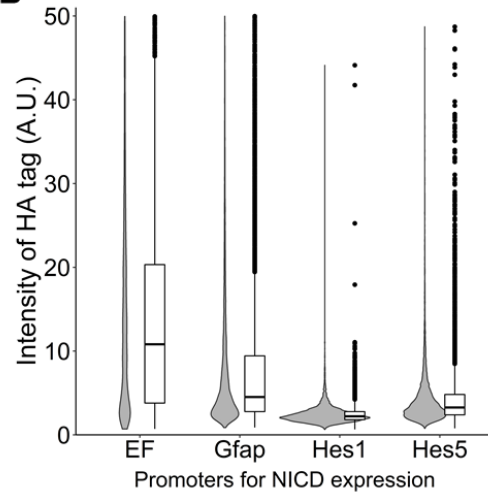 50
40
30
20
10
0
Intensity of HA tag (A.U.)
EF Gfap Hes1 Hes5
Promoters for NICD expression